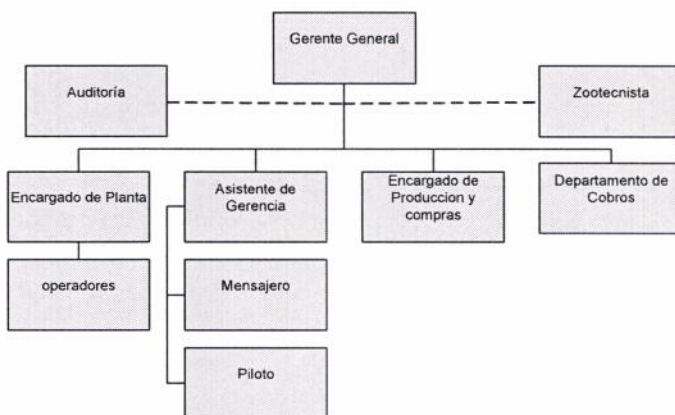 Gerente General
Auditoría
Zootecnista
Encargado de Planta
Asistente de
Gerencia
Encargado de
Produccion y
compras
Departamento de
Cobros
operadores
Mensajero
Piloto